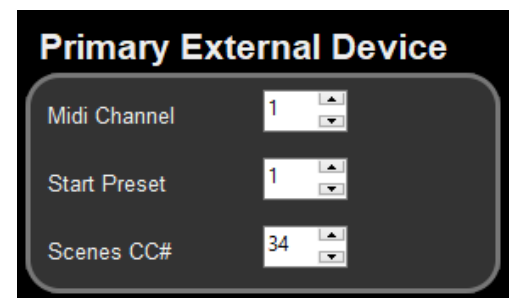 Primary External Device
Midi Channel 1
Start Preset 1
Scenes CC# 34